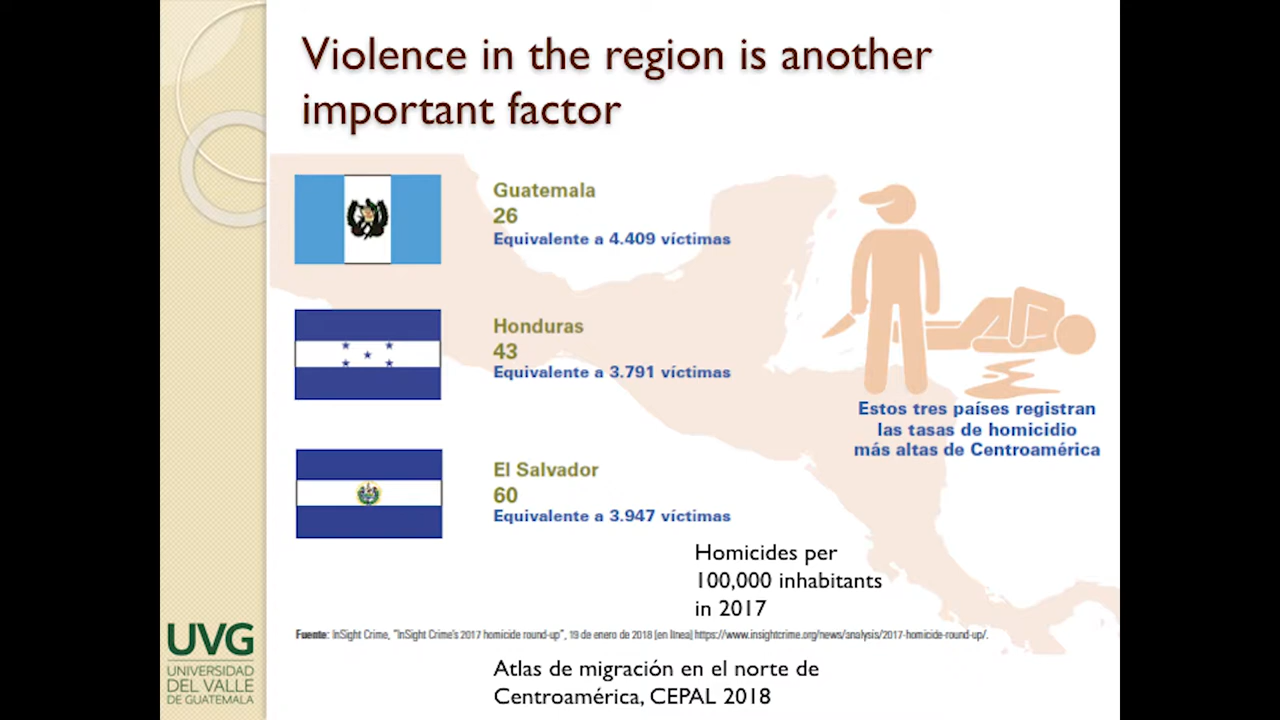 Violence in the region is another
important factor
Guatemala
26
Equivalente a 4.409 víctimas
Honduras
43
Equivalente a 3.791 víctimas
El Salvador
60
Equivalente a 3.947 víctimas
Estos tres países registran
las tasas de homicidio
más altas de Centroamérica
Homicides per
100,000 inhabitants
in 2017
Fuente: InSight Crime, "InSight Crime's 2017 homicide round-up", 19 de enero de 2018 [en línea] https://www.insightcrime.org/news/analysis/2017-homicide-round-up/.
Atlas de migración en el norte de
Centroamérica, CEPAL 2018
UVG
UNIVERSIDAD
DEL VALLE
DE GUATEMALA